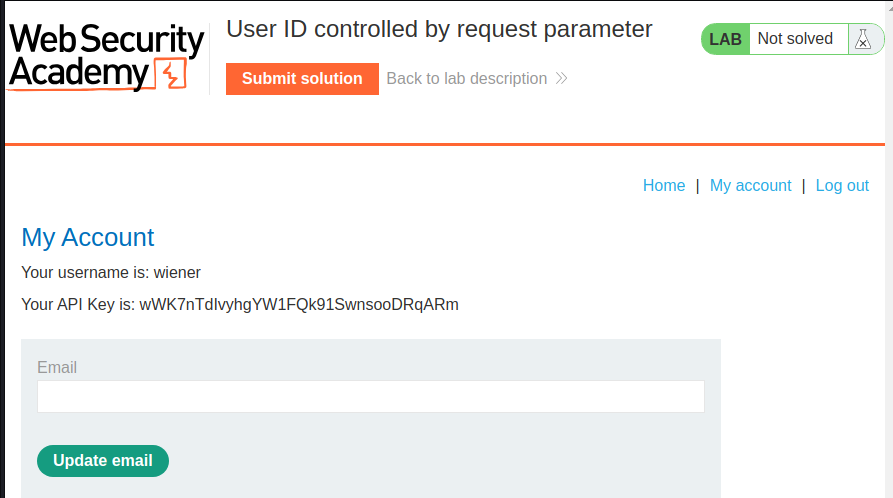 Web Security
Academy
User ID controlled by request parameter
LAB Not solved
Submit solution Back to lab description
Home | My account | Log out
My Account
Your username is: wiener
Your API Key is: wWK7nTdIvyhgYW1FQk91SwnsooDRqARm
Email
Update email